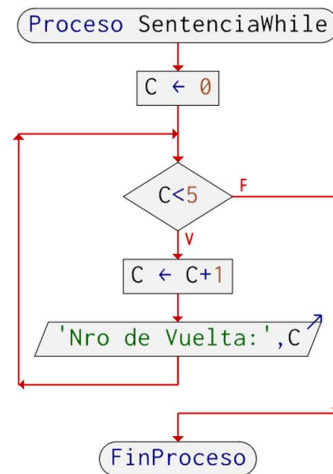 Proceso SentenciaWhile
C ← 0
C<5
F
V
C ← C+1
'Nro de Vuelta:',C
FinProceso